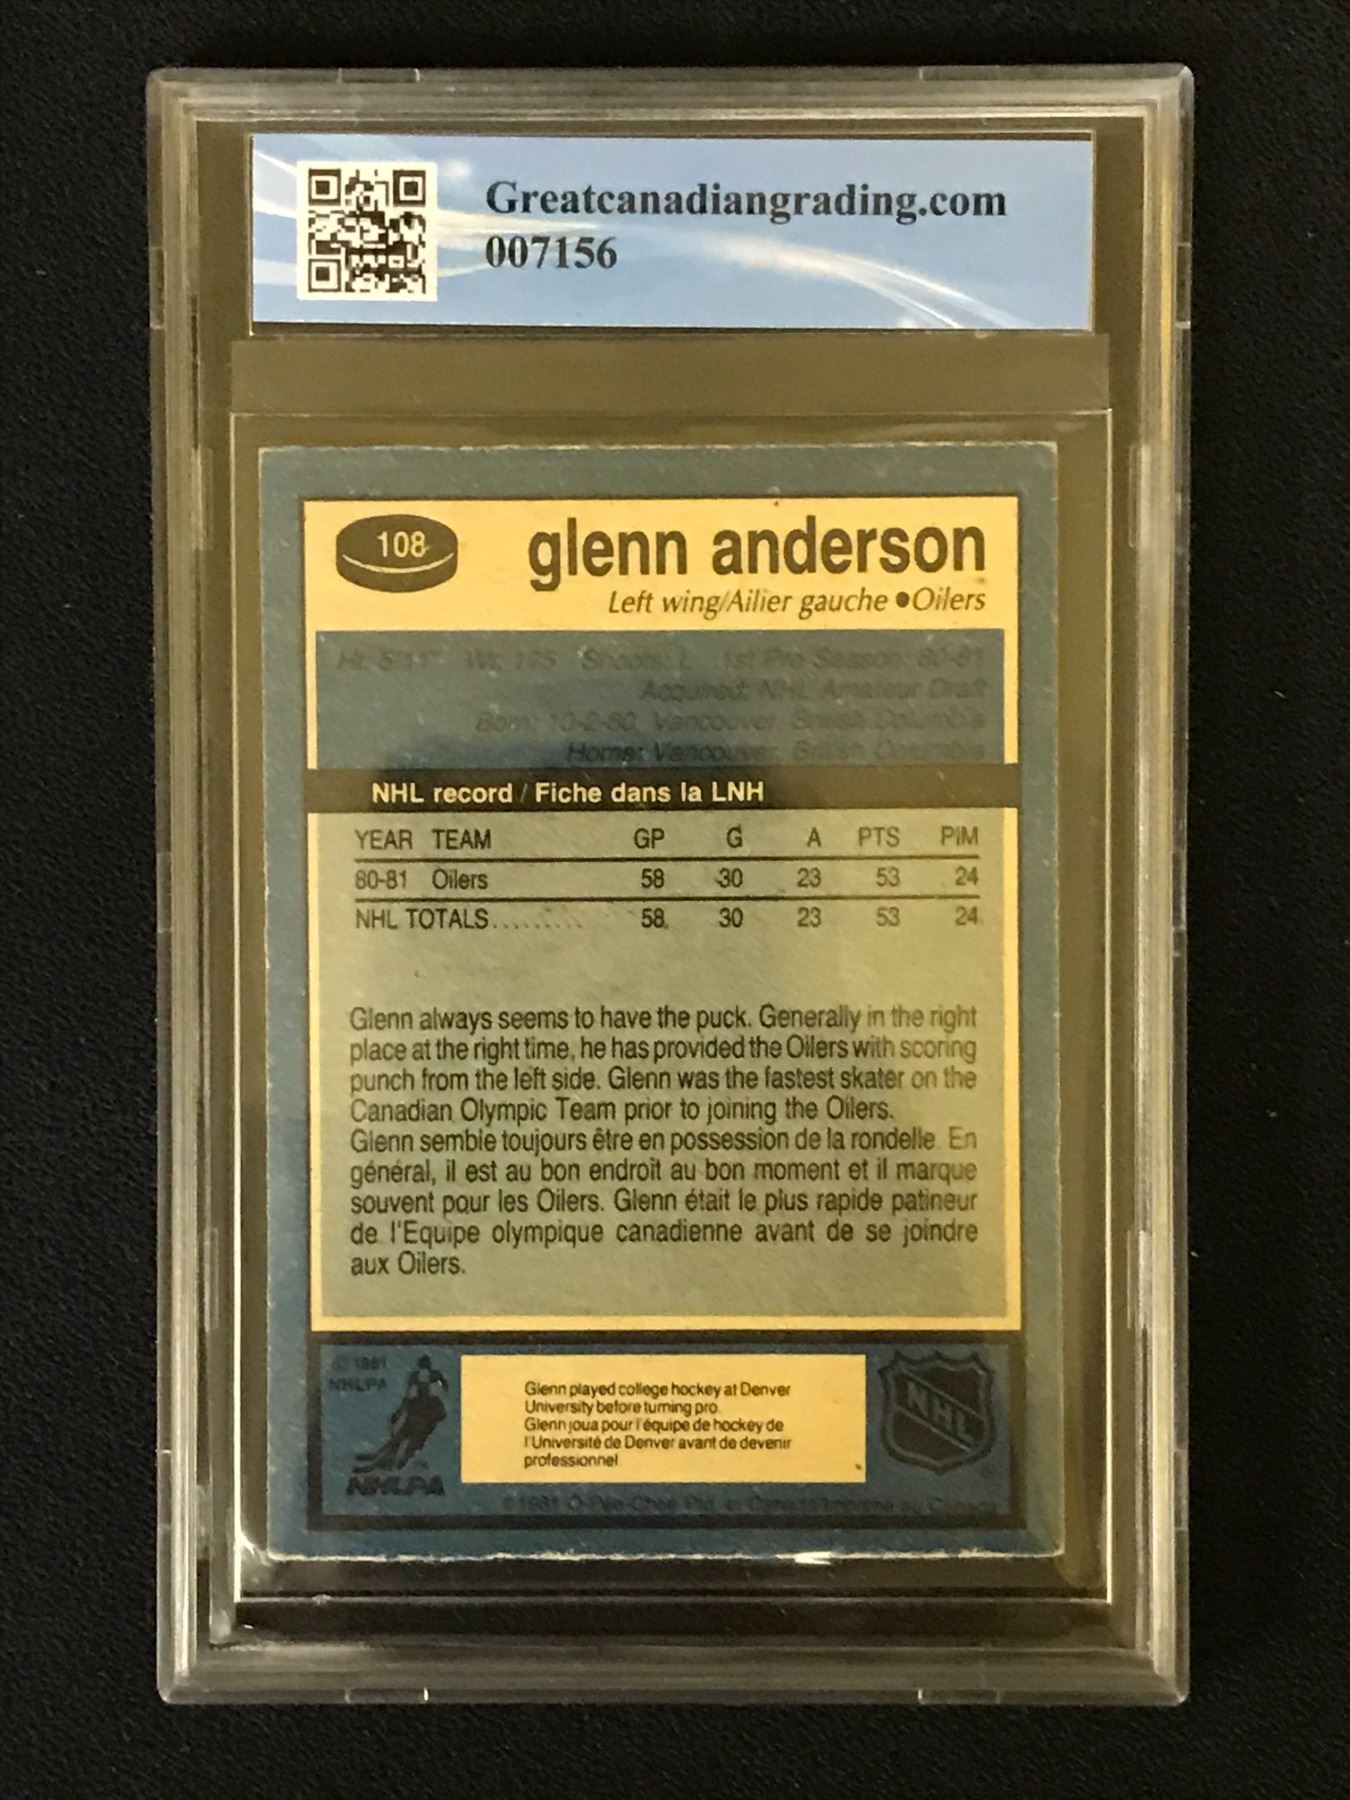 Greatcanadiangrading.com
007156
108
glenn anderson
Left wing/Ailier gauche ● Oilers
Ht: 5'11" Wt: 175 Shoots: L 1st Pro Season: 80-81
Acquired: NHL Amateur Draft
Born: 10-2-60, Vancouver, British Columbia
Home: Vancouver, British Columbia
NHL record / Fiche dans la LNH
YEAR TEAM GP G A PTS PIM
80-81 Oilers 58 30 23 53 24
NHL TOTALS......... 58 30 23 53 24
Glenn always seems to have the puck. Generally in the right
place at the right time, he has provided the Oilers with scoring
punch from the left side. Glenn was the fastest skater on the
Canadian Olympic Team prior to joining the Oilers.
Glenn semble toujours être en possession de la rondelle. En
général, il est au bon endroit au bon moment et il marque
souvent pour les Oilers. Glenn était le plus rapide patineur
de l'Equipe olympique canadienne avant de se joindre
aux Oilers.
© 1981
NHLPA
NHLPA
Glenn played college hockey at Denver
University before turning pro.
Glenn joua pour l'équipe de hockey de
l'Université de Denver avant de devenir
professionnel
NHL
© 1981 O-Pee-Chee Ptd. in Canada/Imprimé au Canada